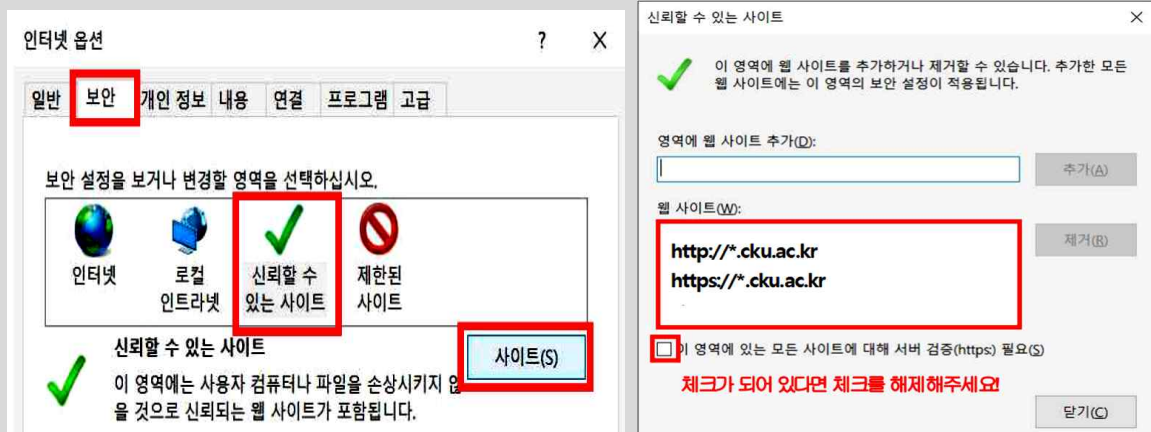 인터넷 옵션
?
X
일반
보안
개인 정보
내용
연결
프로그램
고급
보안 설정을 보거나 변경할 영역을 선택하십시오.
인터넷
로컬
인트라넷
신뢰할 수
있는 사이트
제한된
사이트
신뢰할 수 있는 사이트
사이트(S)
이 영역에는 사용자 컴퓨터나 파일을 손상시키지 않
을 것으로 신뢰되는 웹 사이트가 포함됩니다.
신뢰할 수 있는 사이트
이 영역에 웹 사이트를 추가하거나 제거할 수 있습니다. 추가한 모든
웹 사이트에는 이 영역의 보안 설정이 적용됩니다.
영역에 웹 사이트 추가(D):
추가(A)
웹 사이트(W):
http://*.cku.ac.kr
https://*.cku.ac.kr
제거(R)
이 영역에 있는 모든 사이트에 대해 서버 검증(https:) 필요(S)
체크가 되어 있다면 체크를 해제해주세요!
닫기(C)